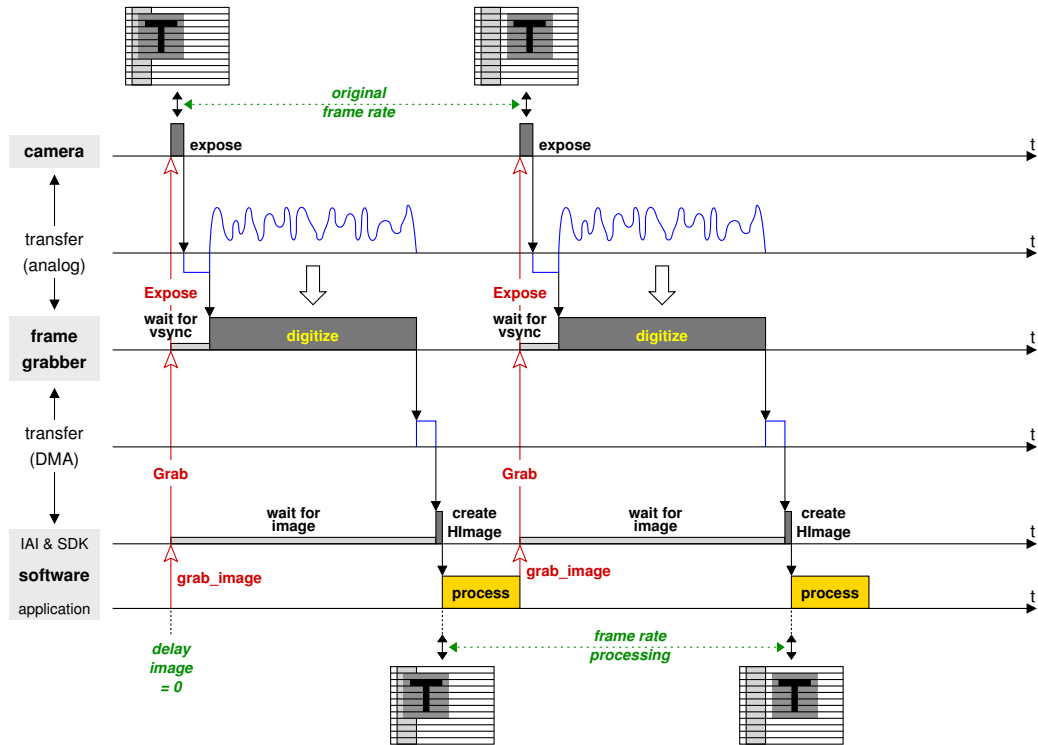 T
T
original
frame rate
camera
expose
expose
t
transfer
(analog)
t
Expose
Expose
wait for
vsync
wait for
vsync
frame
grabber
digitize
digitize
t
transfer
(DMA)
t
Grab
Grab
wait for
image
create
HImage
wait for
image
create
HImage
IAI & SDK
t
software
grab_image
grab_image
process
process
application
t
delay
image
= 0
frame rate
processing
T
T